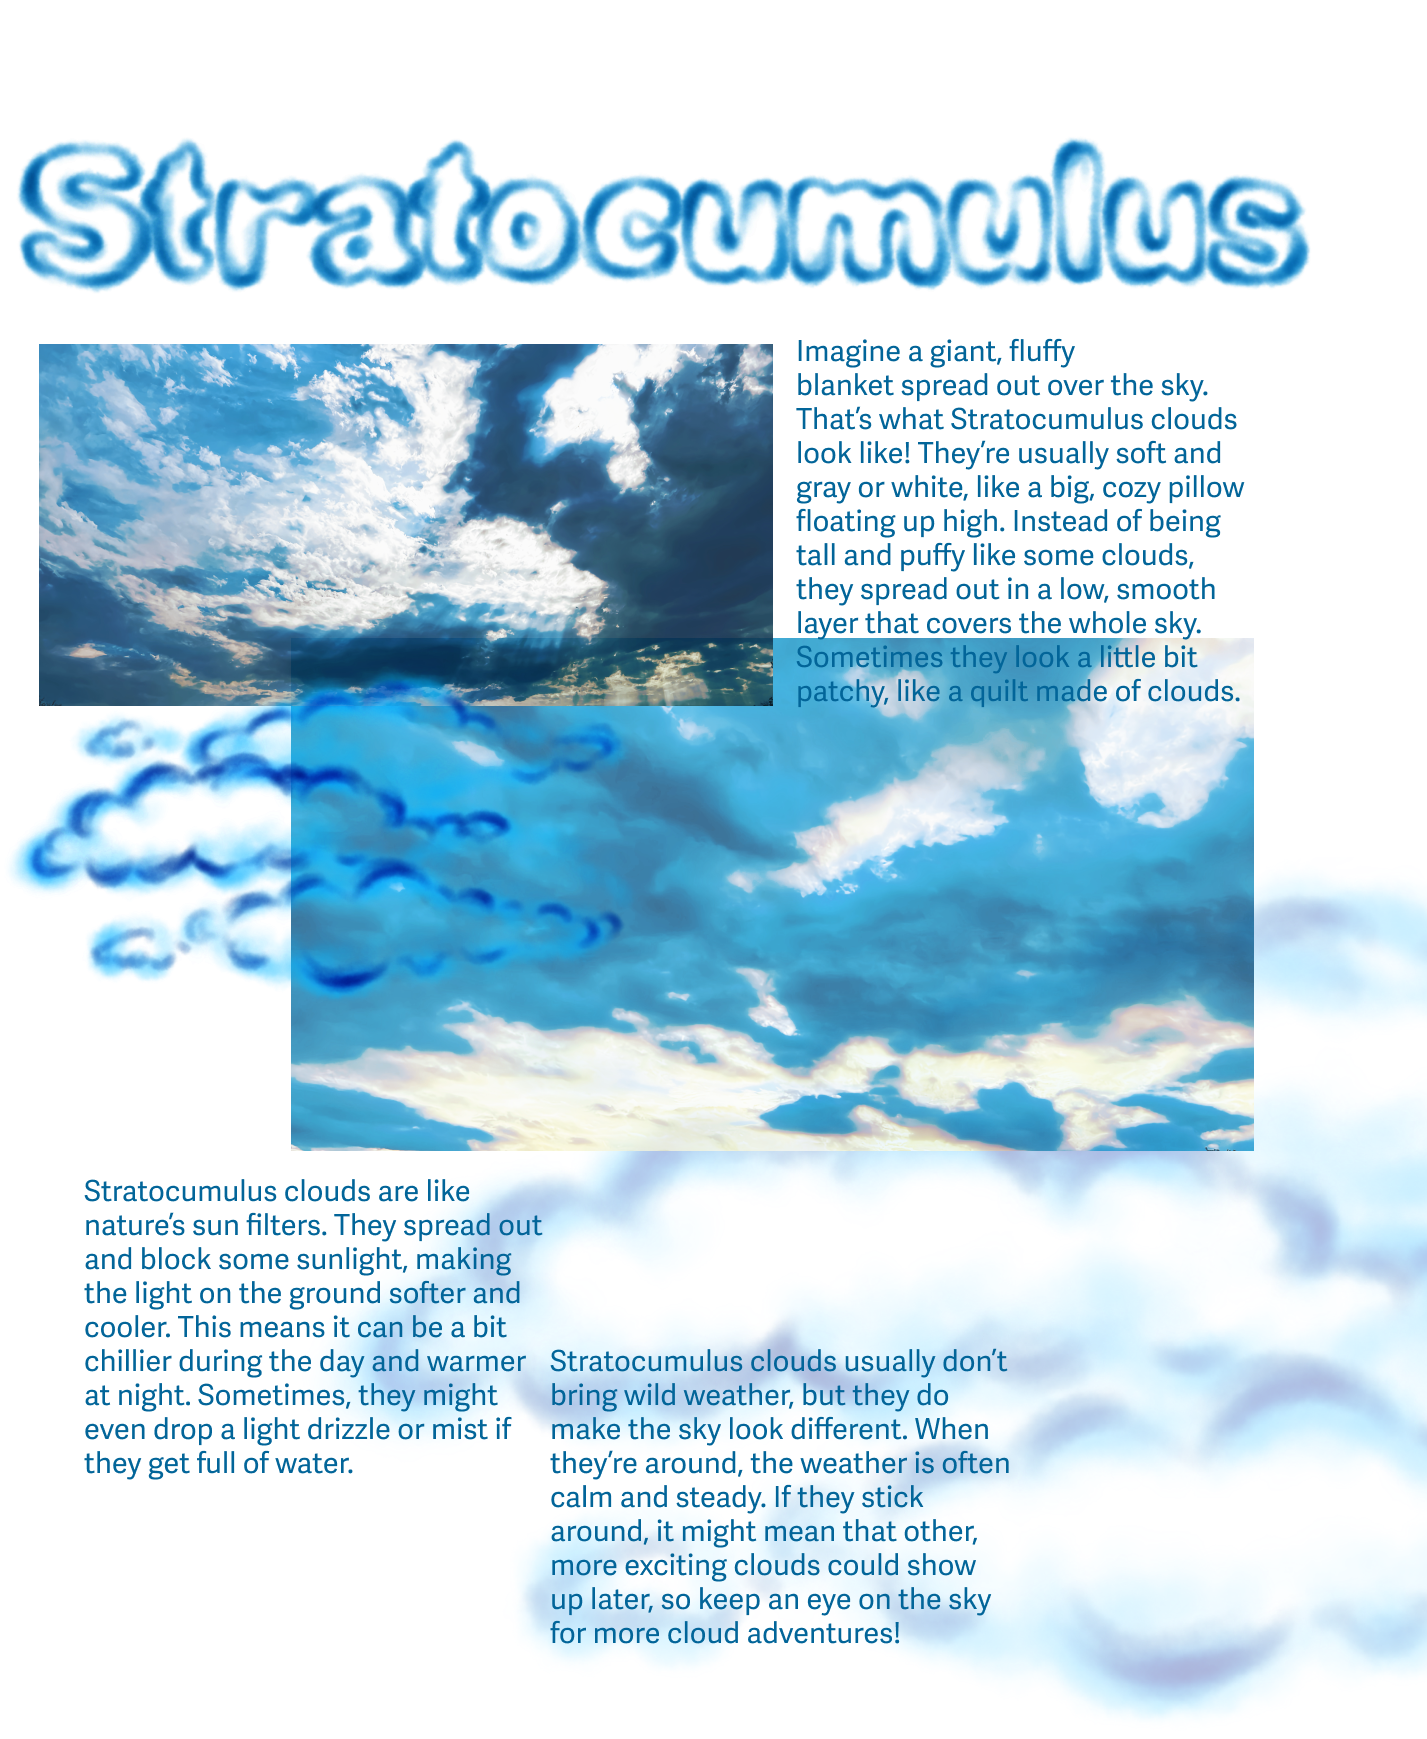 Stratocumulus
Imagine a giant, fluffy
blanket spread out over the sky.
That’s what Stratocumulus clouds
look like! They’re usually soft and
gray or white, like a big, cozy pillow
floating up high. Instead of being
tall and puffy like some clouds,
they spread out in a low, smooth
layer that covers the whole sky.
Sometimes they look a little bit
patchy, like a quilt made of clouds.
Stratocumulus clouds are like
nature’s sun filters. They spread out
and block some sunlight, making
the light on the ground softer and
cooler. This means it can be a bit
chillier during the day and warmer
at night. Sometimes, they might
even drop a light drizzle or mist if
they get full of water.
Stratocumulus clouds usually don’t
bring wild weather, but they do
make the sky look different. When
they’re around, the weather is often
calm and steady. If they stick
around, it might mean that other,
more exciting clouds could show
up later, so keep an eye on the sky
for more cloud adventures!